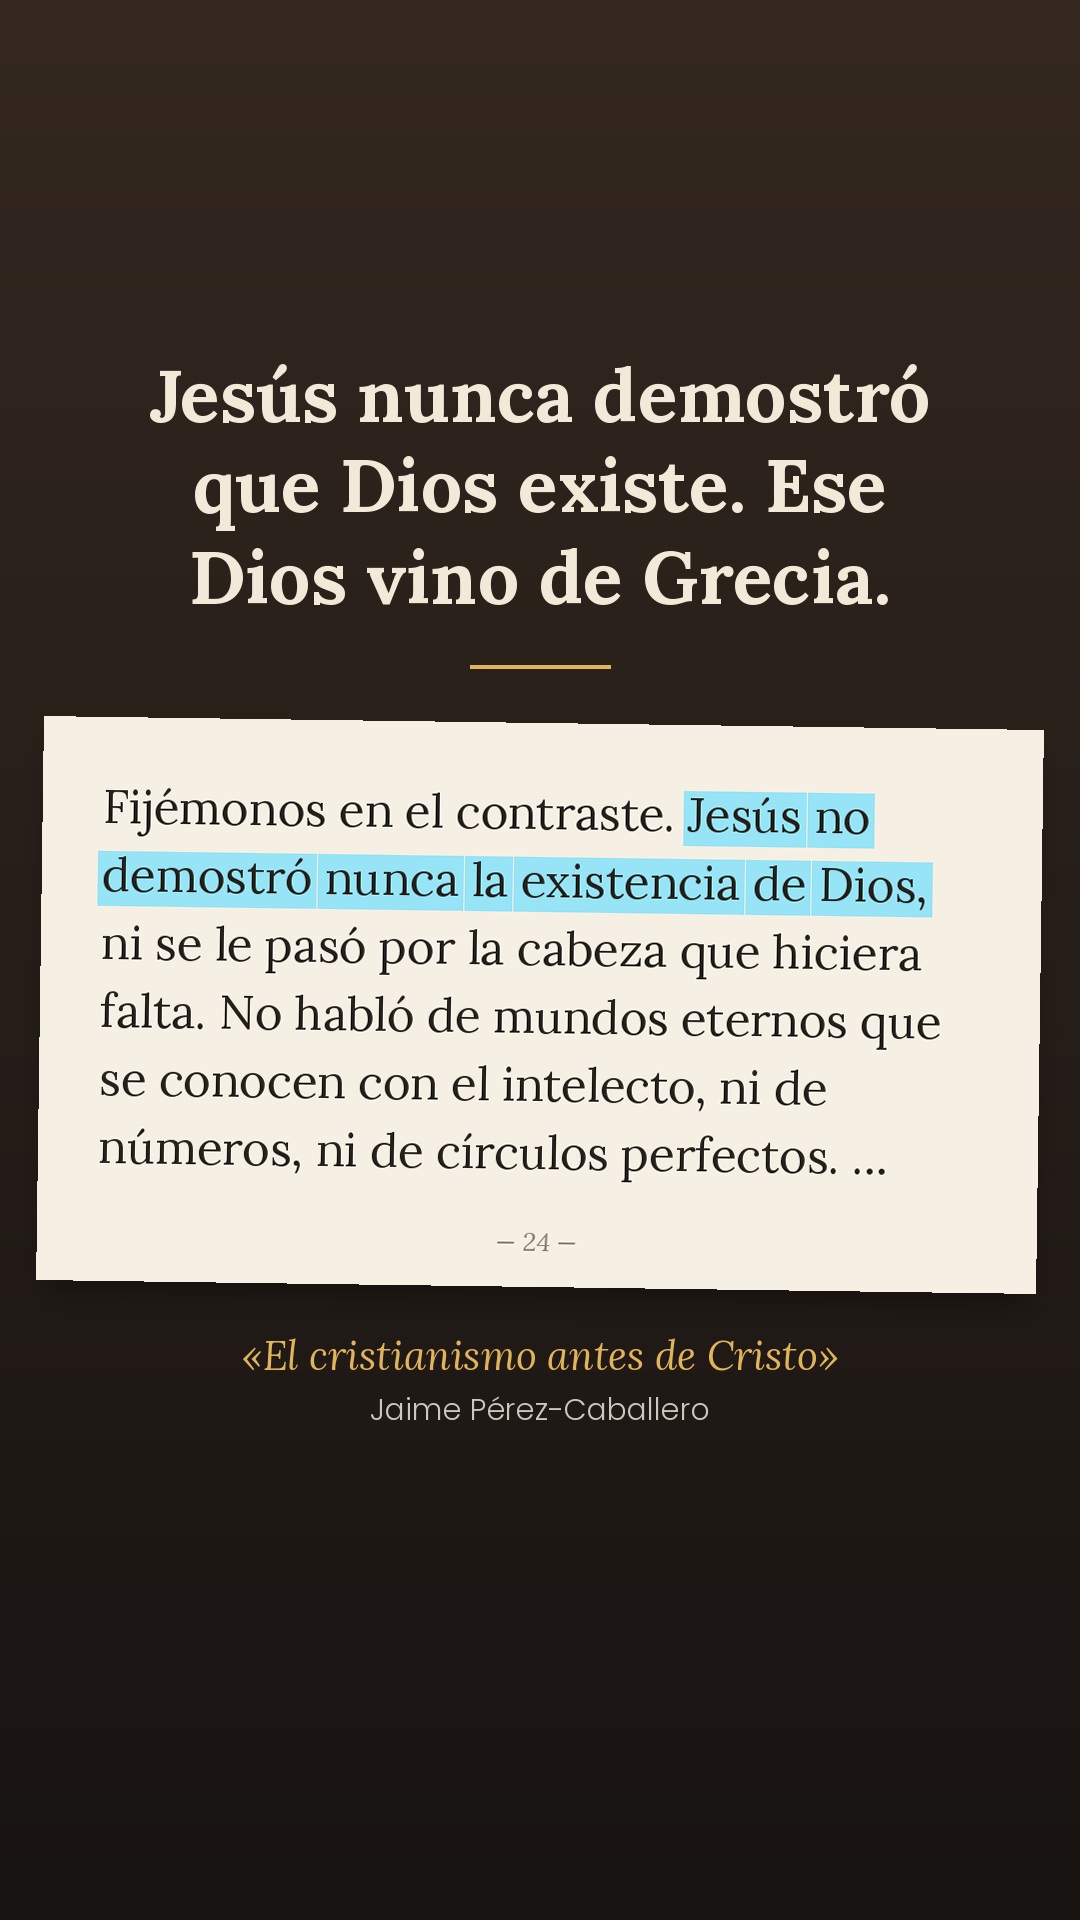 Jesús nunca demostró
que Dios existe. Ese
Dios vino de Grecia.
Fijémonos en el contraste. Jesús no
demostró nunca la existencia de Dios,
ni se le pasó por la cabeza que hiciera
falta. No habló de mundos eternos que
se conocen con el intelecto, ni de
números, ni de círculos perfectos. ...
— 24 —
«El cristianismo antes de Cristo»
Jaime Pérez-Caballero